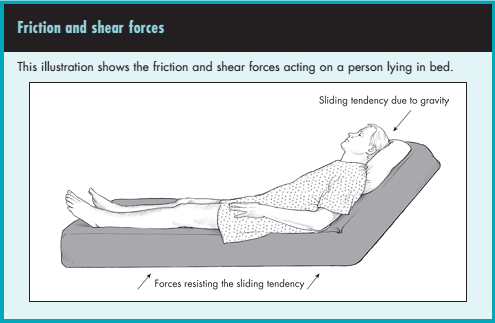 Friction and shear forces
This illustration shows the friction and shear forces acting on a person lying in bed.
Sliding tendency due to gravity
Forces resisting the sliding tendency